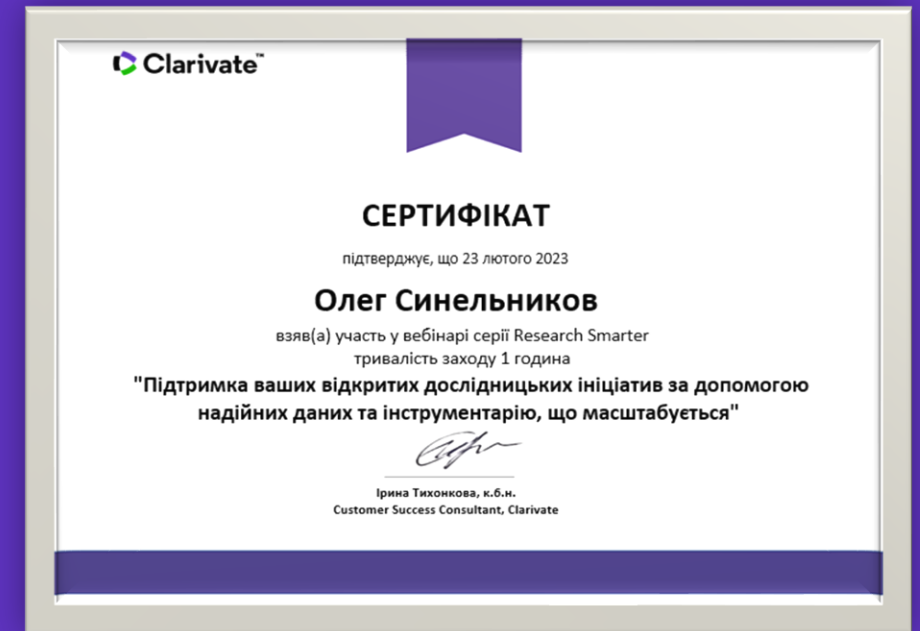 Clarivate™
СЕРТИФІКАТ
підтверджує, що 23 лютого 2023
Олег Синельников
взяв(а) участь у вебінарі серії Research Smarter
тривалість заходу 1 година
"Підтримка ваших відкритих дослідницьких ініціатив за допомогою
надійних даних та інструментарію, що масштабується"
Ірина Тихонкова, к.б.н.
Customer Success Consultant, Clarivate